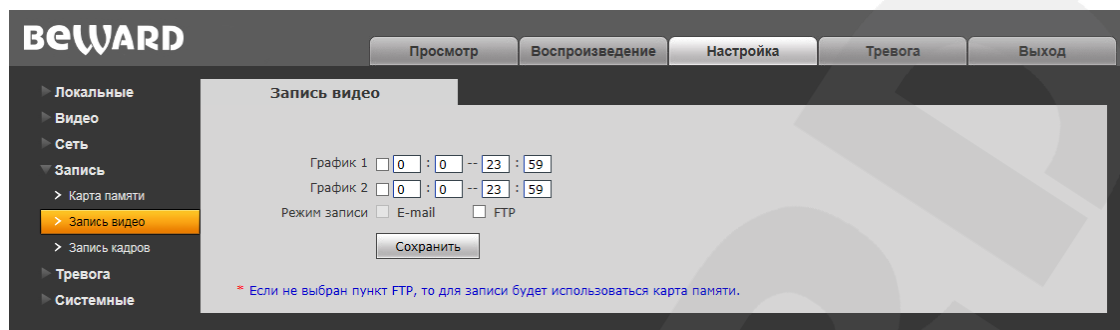 BEWARD
Просмотр Воспроизведение Настройка Тревога Выход
Локальные
Видео
Сеть
Запись
Карта памяти
Запись видео
Запись кадров
Тревога
Системные
Запись видео
График 1 0 : 0 -- 23 : 59
График 2 0 : 0 -- 23 : 59
Режим записи E-mail FTP
Сохранить
* Если не выбран пункт FTP, то для записи будет использоваться карта памяти.